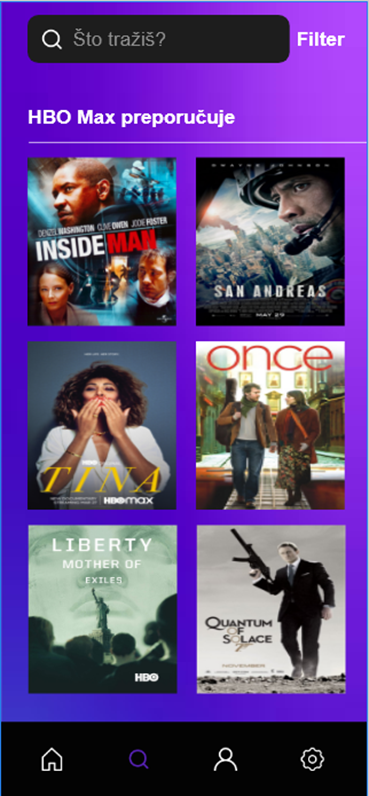 Što tražiš?
Filter
HBO Max preporučuje
DENZEL WASHINGTON CLIVE OWEN JODIE FOSTER
INSIDE MAN
DWAYNE JOHNSON
SAN ANDREAS
MAY 29
HBO
TINA
HBOmax
once
LIBERTY
MOTHER OF
EXILES
HBO
QUANTUM
OF
SOLACE
NOVEMBER